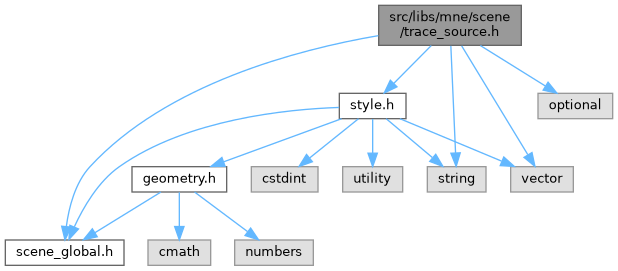 src/libs/mne/scene
/trace_source.h
style.h
optional
geometry.h
cstdint
utility
string
vector
scene_global.h
cmath
numbers